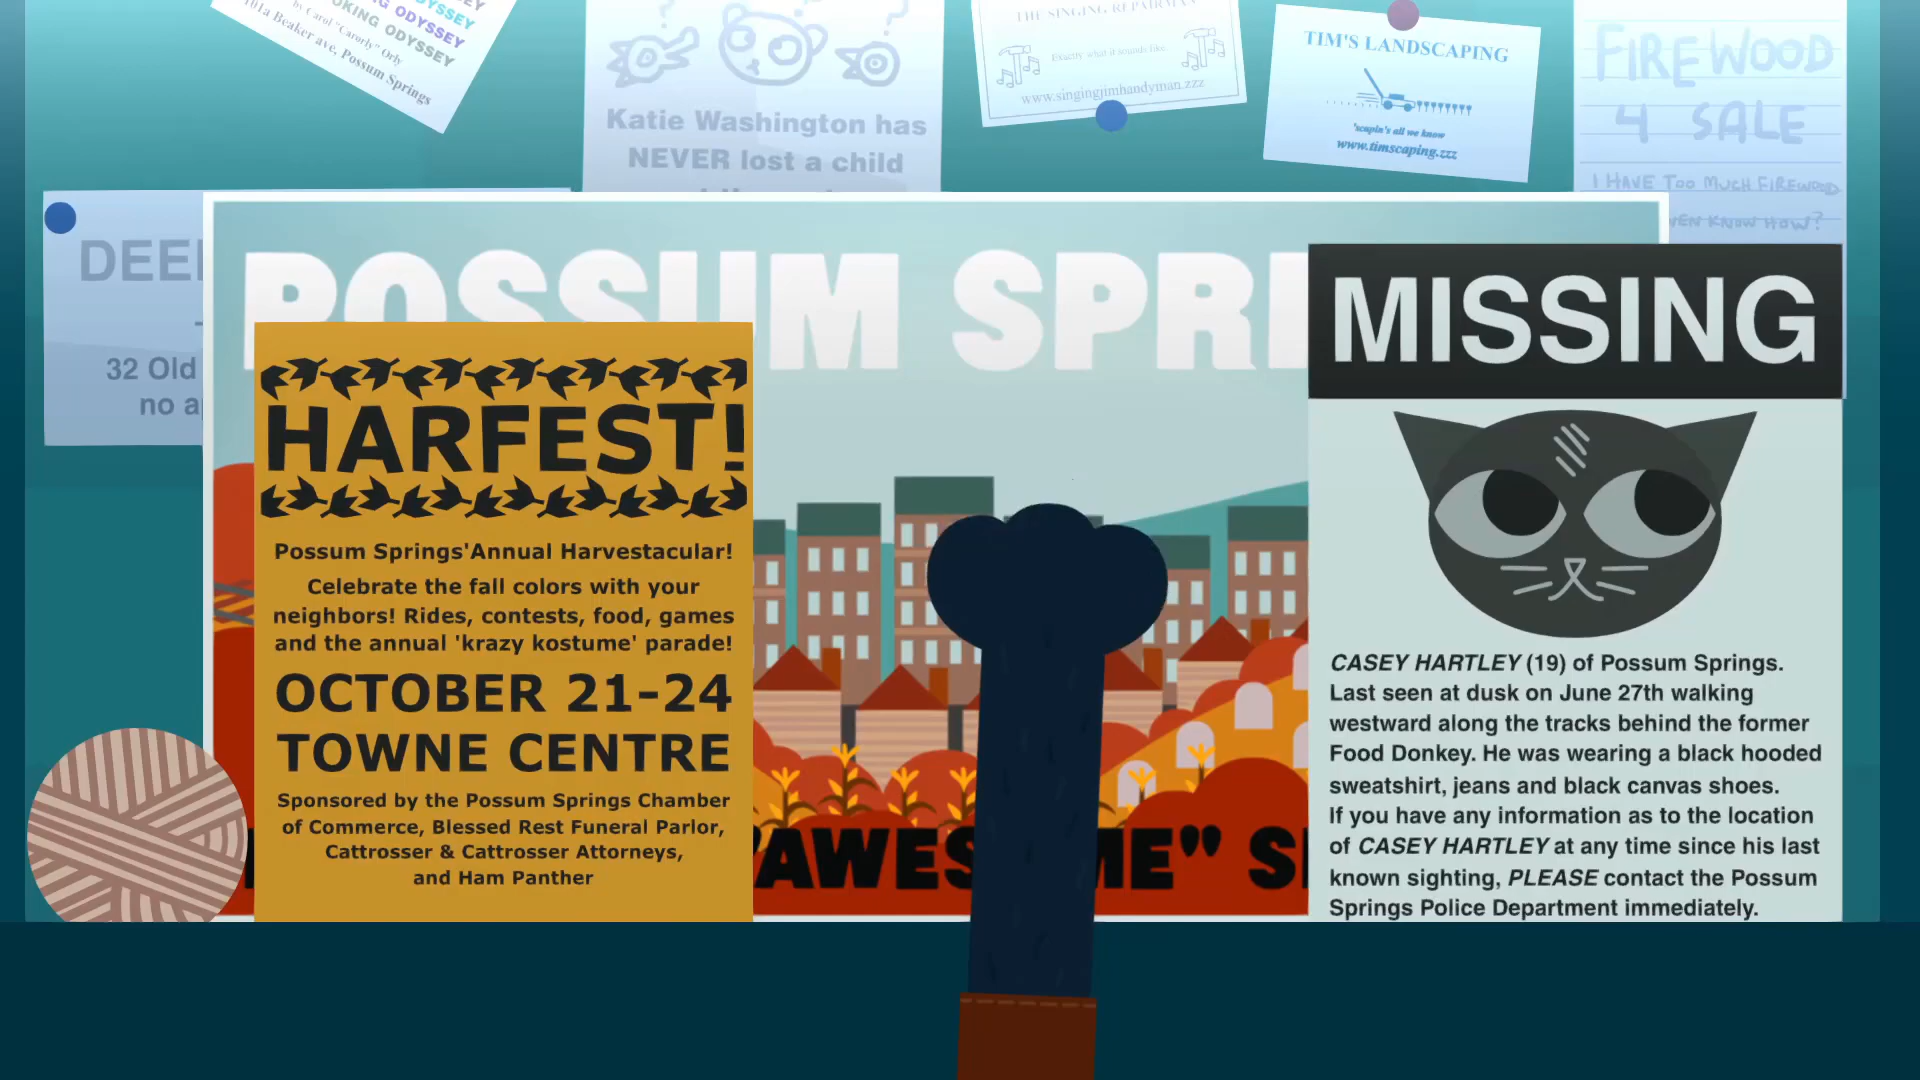 ODYSSEY
OKING ODYSSEY
by Carol "Carorly" Orly
101a Beaker ave, Possum Springs
Katie Washington has
NEVER lost a child
THE SINGING REPAIRMAN
Exactly what it sounds like.
www.singingjimhandyman.zzz
TIM'S LANDSCAPING
'scapin's all we know
www.timscaping.zzz
FIREWOOD
4 SALE
I HAVE TOO MUCH FIREWOOD
KNOW HOW?
32 Old
no
POSSUM SPRI
HARFEST!
Possum Springs'Annual Harvestacular!
Celebrate the fall colors with your
neighbors! Rides, contests, food, games
and the annual 'krazy kostume' parade!
OCTOBER 21-24
TOWNE CENTRE
Sponsored by the Possum Springs Chamber
of Commerce, Blessed Rest Funeral Parlor,
Cattrosser & Cattrosser Attorneys,
and Ham Panther
MISSING
CASEY HARTLEY (19) of Possum Springs.
Last seen at dusk on June 27th walking
westward along the tracks behind the former
Food Donkey. He was wearing a black hooded
sweatshirt, jeans and black canvas shoes.
If you have any information as to the location
of CASEY HARTLEY at any time since his last
known sighting, PLEASE contact the Possum
Springs Police Department immediately.